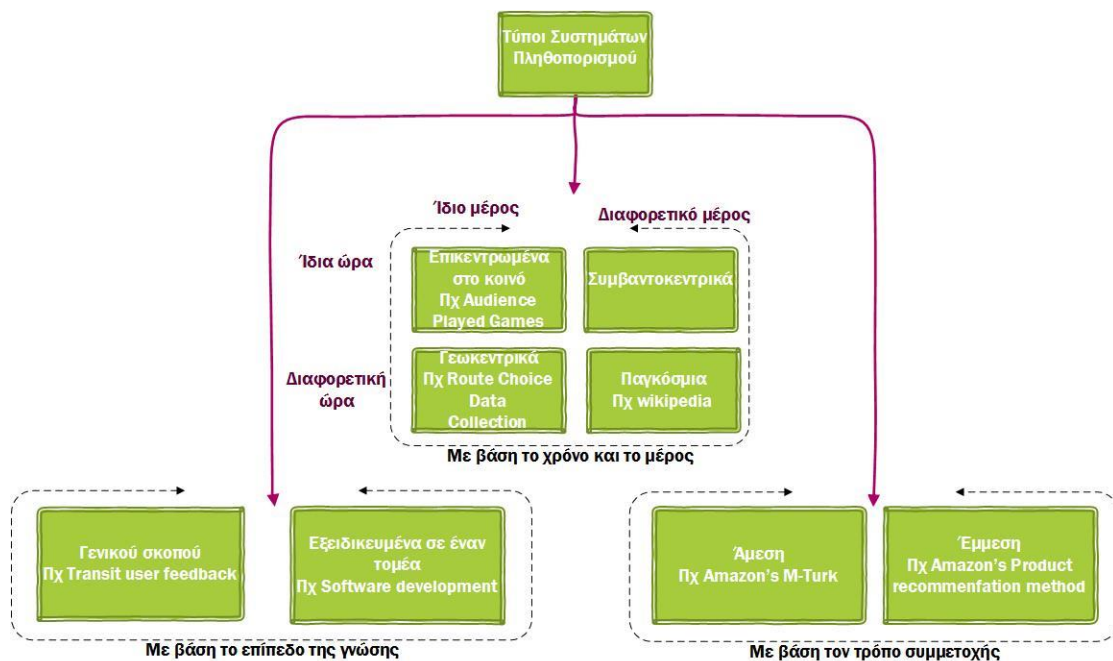 Τύποι Συστημάτων
Πληθοπορισμού
Ίδιο μέρος
Διαφορετικό μέρος
Ίδια ώρα
Επικεντρωμένα
στο κοινό
Πχ Audience
Played Games
Συμβαντοκεντρικά
Διαφορετική
ώρα
Γεωκεντρικά
Πχ Route Choice
Data
Collection
Παγκόσμια
Πχ wikipedia
Με βάση το χρόνο και το μέρος
Γενικού σκοπού
Πχ Transit user feedback
Εξειδικευμένα σε έναν
τομέα
Πχ Software development
Με βάση το επίπεδο της γνώσης
Άμεση
Πχ Amazon's M-Turk
Έμμεση
Πχ Amazon's Product
recommenfation method
Με βάση τον τρόπο συμμετοχής